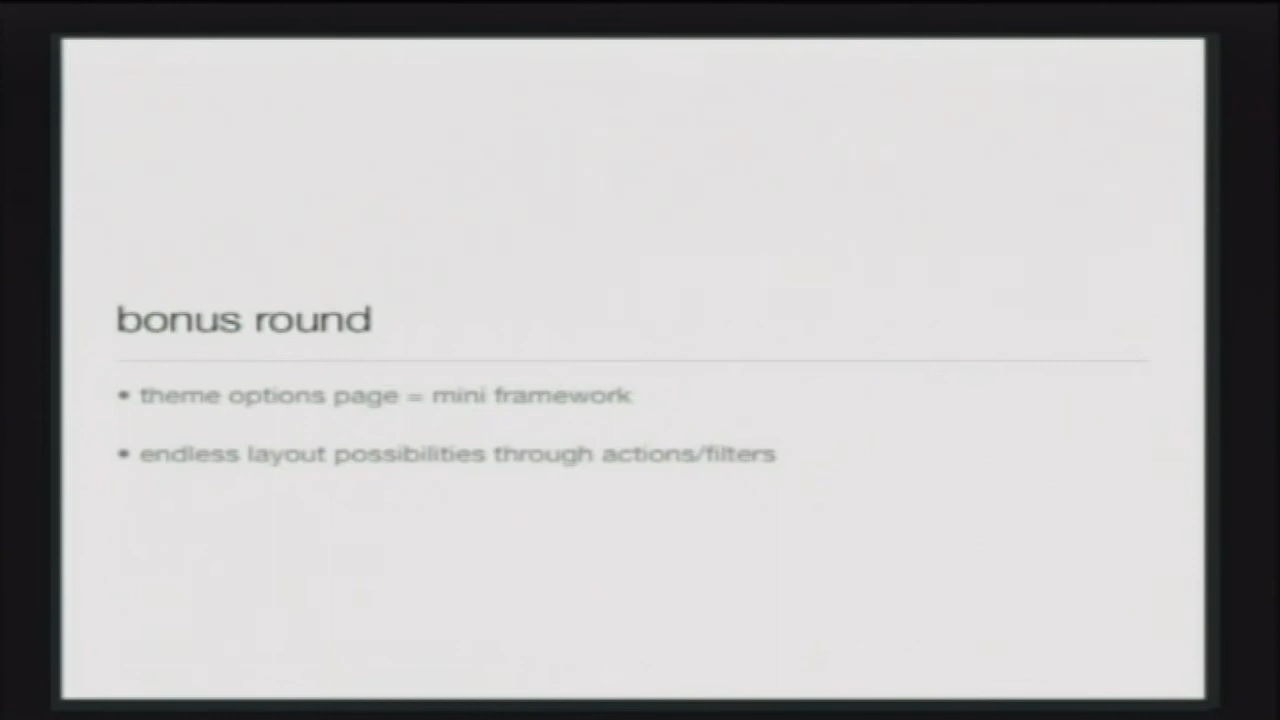 bonus round
• theme options page = mini framework
• endless layout possibilities through actions/filters